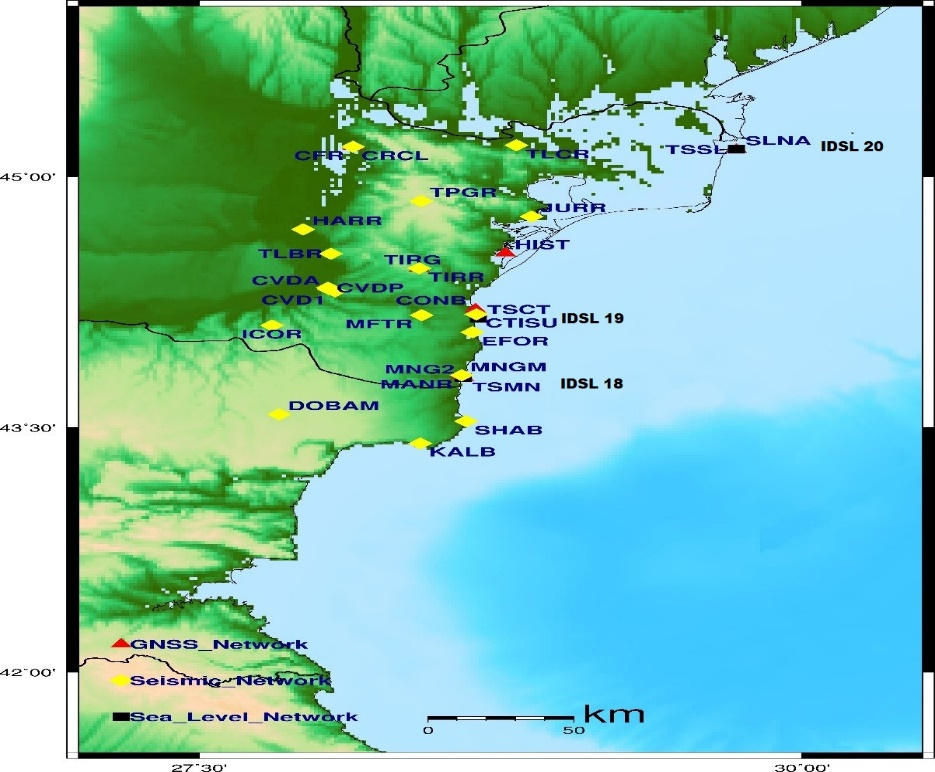 SLNA
TSSL
IDSL 20
CFR
CRCL
TLCR
45°00'
TPGR
JURR
HARR
HIST
TLBR
TIRG
TIRR
CVDA
CVDP
CVD1
CONB
TSCT
MFTR
CTISU
IDSL 19
ICOR
EFOR
MNG2
MNGM
MANR
TSMN
IDSL 18
DOBAM
43°30'
SHAB
KALB
GNSS_Network
42°00'
Seismic_Network
Sea_Level_Network
km
0
50
27°30'
30°00'